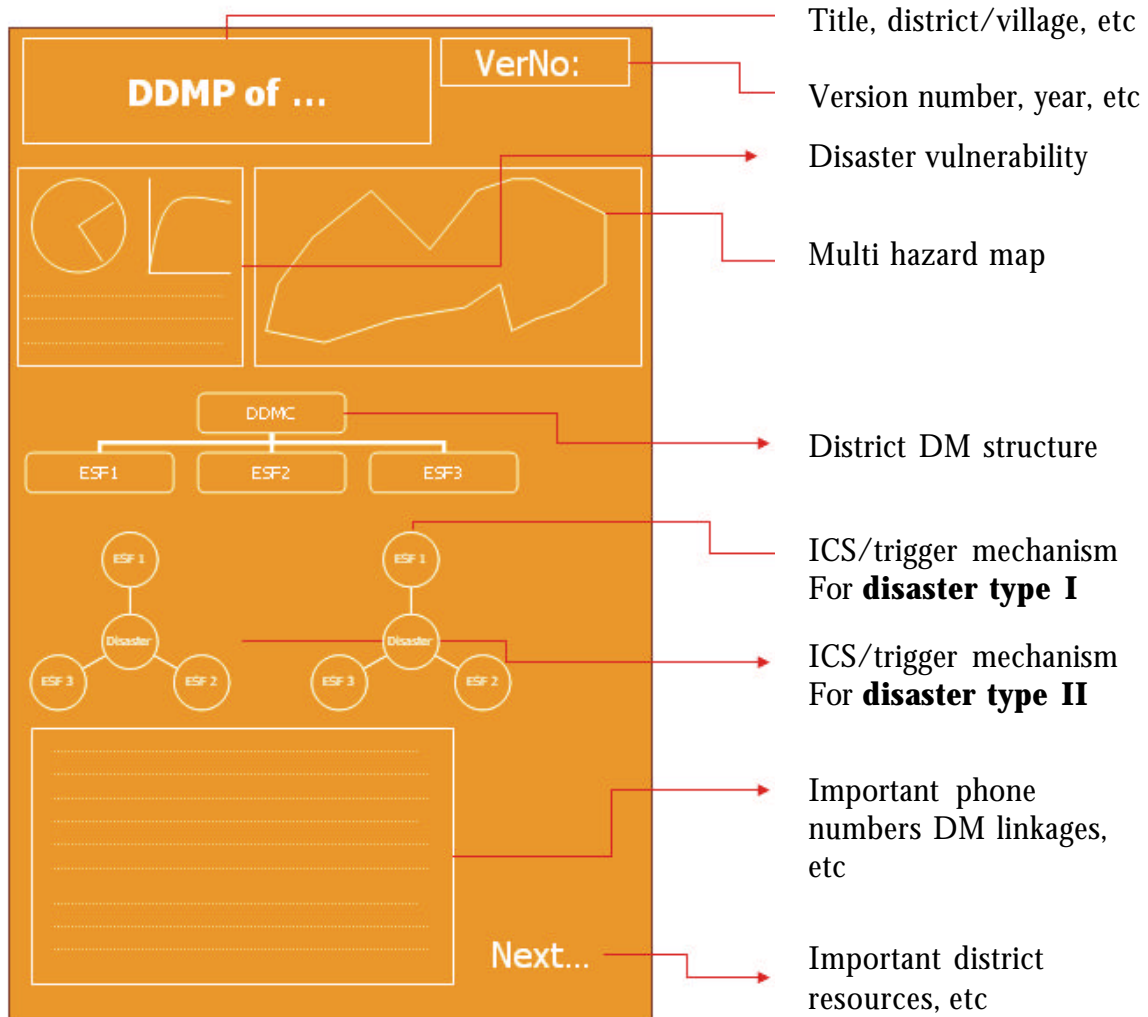 Title, district/village, etc
DDMP of ...
VerNo:
Version number, year, etc
Disaster vulnerability
Multi hazard map
DDMC
ESF1
ESF2
ESF3
District DM structure
ESF 1
Disaster
ESF 3
ESF 2
ESF 1
Disaster
ESF 3
ESF 2
ICS/trigger mechanism
For disaster type I
ICS/trigger mechanism
For disaster type II
Important phone
numbers DM linkages,
etc
Next...
Important district
resources, etc